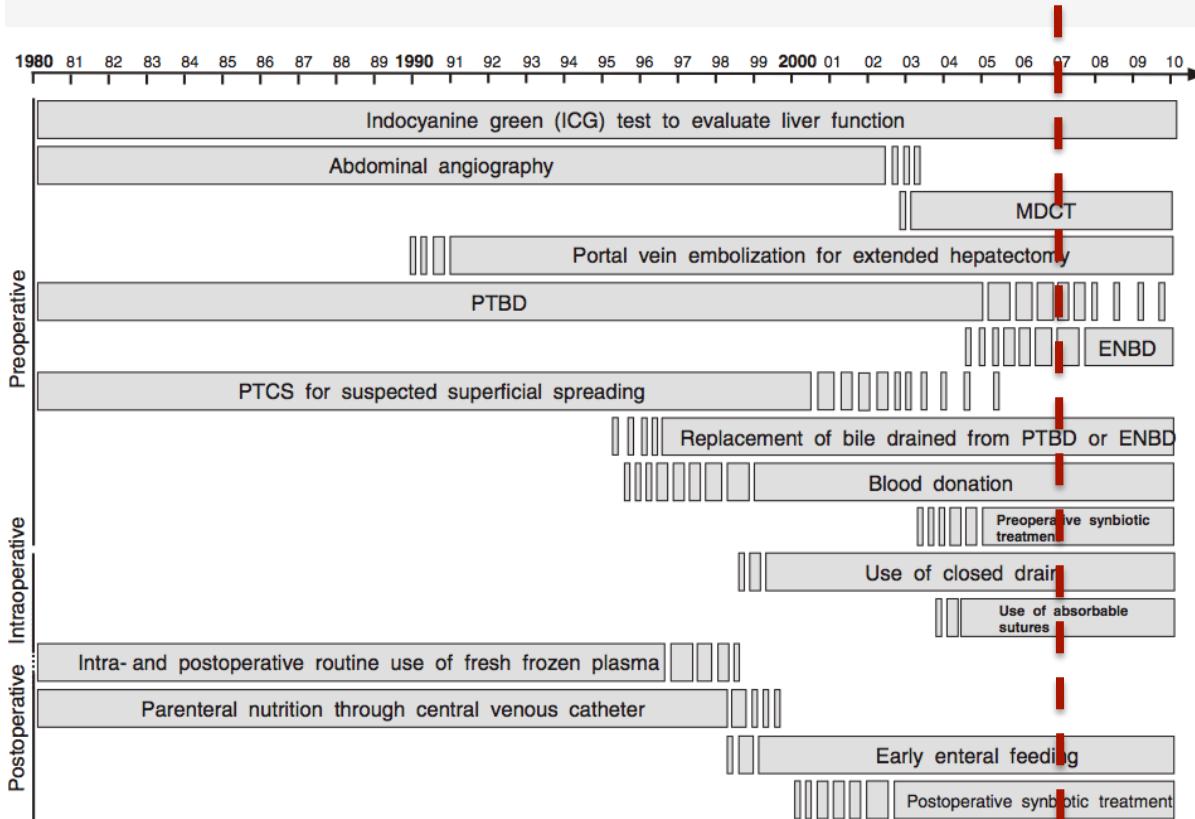 1980 81 82 83 84 85 86 87 88 89 1990 91 92 93 94 95 96 97 98 99 2000 01 02 03 04 05 06 07 08 09 10
Preoperative
Indocyanine green (ICG) test to evaluate liver function
Abdominal angiography
MDCT
Portal vein embolization for extended hepatectomy
PTBD
ENBD
PTCS for suspected superficial spreading
Replacement of bile drained from PTBD or ENBD
Blood donation
Preoperative synbiotic
treatment
Intraoperative
Use of closed drain
Use of absorbable
sutures
Postoperative
Intra- and postoperative routine use of fresh frozen plasma
Parenteral nutrition through central venous catheter
Early enteral feeding
Postoperative synbiotic treatment